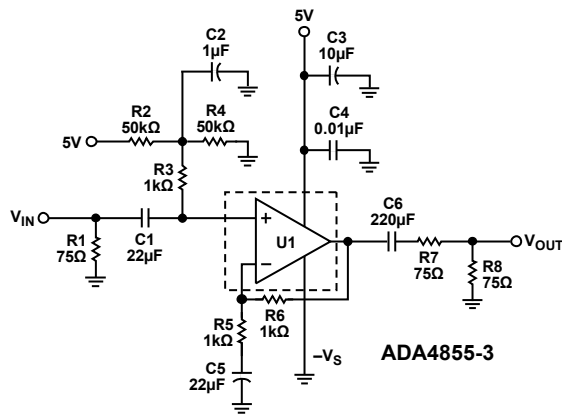 C2
1µF
5V
C3
10µF
R2
50kΩ
R4
50kΩ
5V
C4
0.01µF
R3
1kΩ
C6
220µF
VIN
+
U1
–
VOUT
R1
75Ω
C1
22µF
R7
75Ω
R8
75Ω
R5
1kΩ
R6
1kΩ
–VS
ADA4855-3
C5
22µF